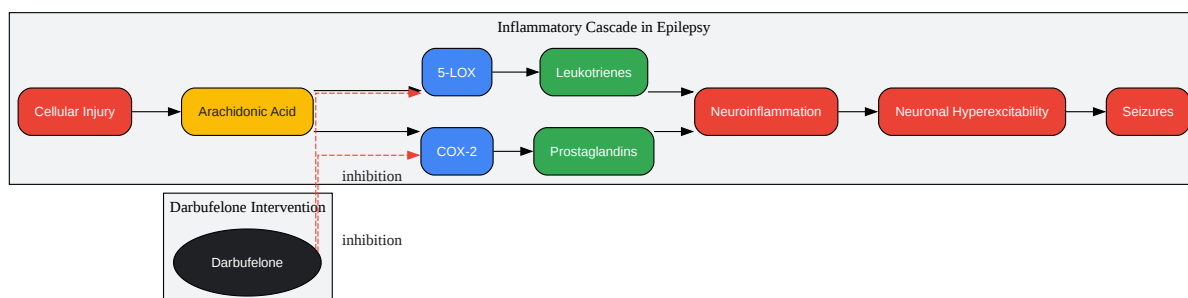 Inflammatory Cascade in Epilepsy
Cellular Injury
Arachidonic Acid
5-LOX
Leukotrienes
COX-2
Prostaglandins
Neuroinflammation
Neuronal Hyperexcitability
Seizures
inhibition
Darbufelone Intervention
inhibition
Darbufelone